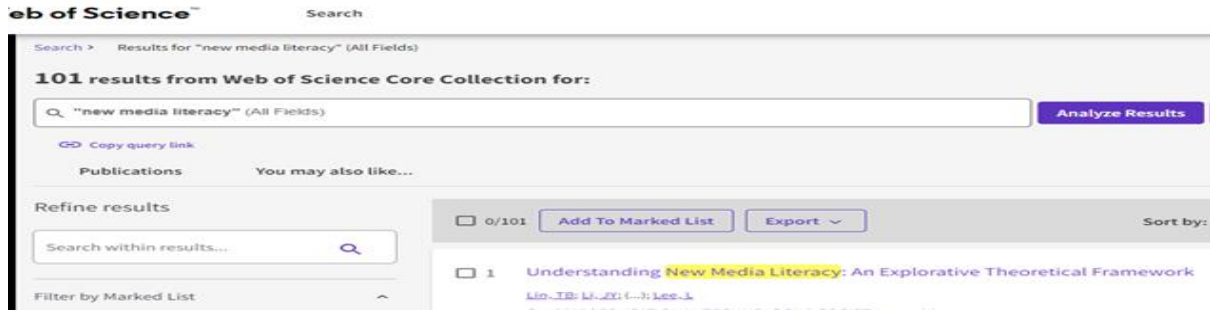 eb of Science™ Search
Search > Results for "new media literacy" (All Fields)
101 results from Web of Science Core Collection for:
"new media literacy" (All Fields)
Analyze Results
Copy query link
Publications You may also like...
Refine results
0/101 Add To Marked List Export Sort by:
Search within results...
1 Understanding New Media Literacy: An Explorative Theoretical Framework
Filter by Marked List
Lin, TB; Li, JY; (...); Lee, L